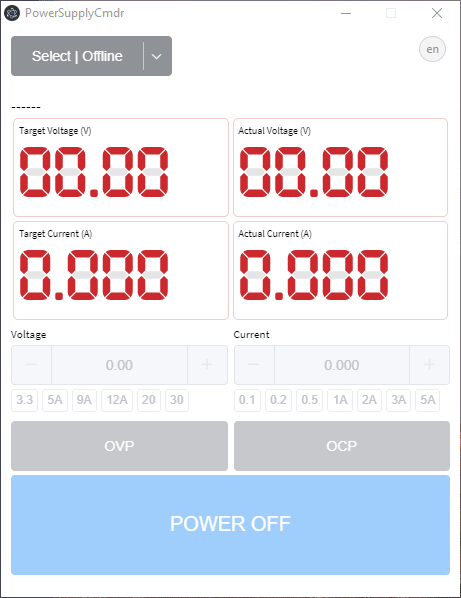 PowerSupplyCmdr
Select | Offline
en
------
Target Voltage (V)
Actual Voltage (V)
00.00
00.00
Target Current (A)
Actual Current (A)
0.000
0.000
Voltage
Current
− 0.00 +
− 0.000 +
3.3 5A 9A 12A 20 30
0.1 0.2 0.5 1A 2A 3A 5A
OVP
OCP
POWER OFF